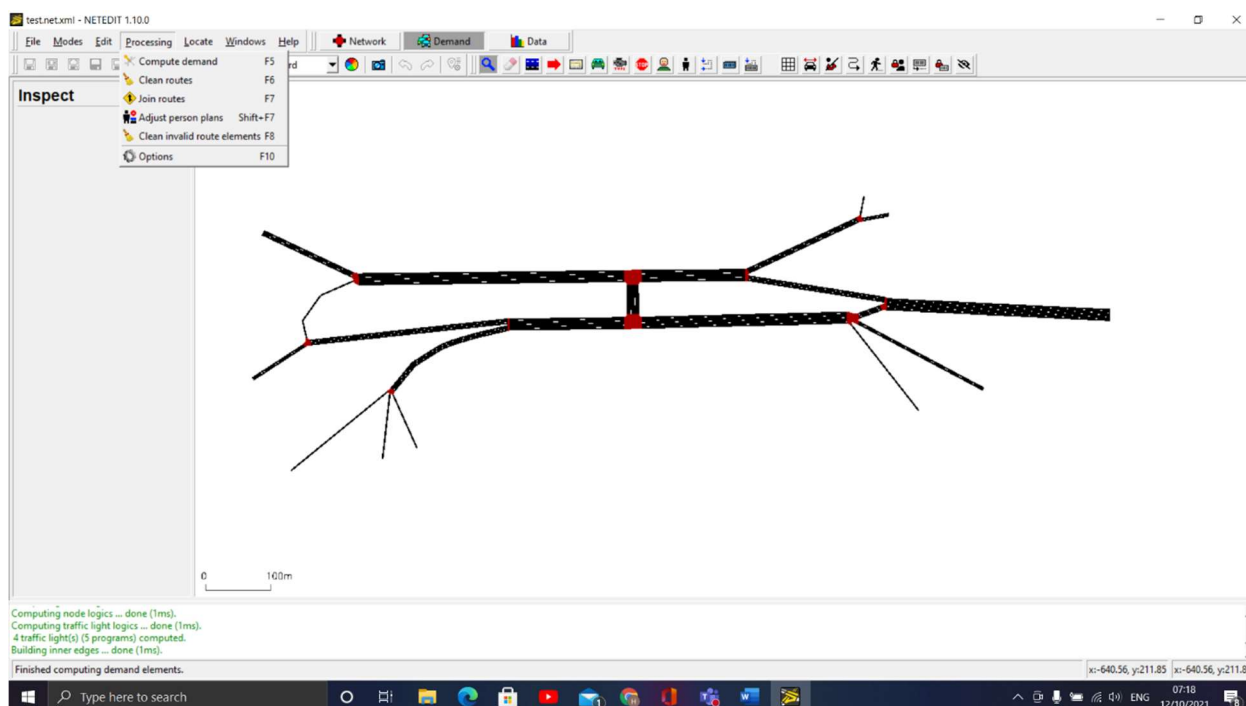 test.net.xml - NETEDIT 1.10.0
File Modes Edit Processing Locate Windows Help Network Demand Data
Compute demand F5
Clean routes F6
Join routes F7
Adjust person plans Shift+F7
Clean invalid route elements F8
Options F10
Inspect
0 100m
Computing node logics ... done (1ms).
Computing traffic light logics ... done (1ms).
4 traffic light(s) (5 programs) computed.
Building inner edges ... done (1ms).
Finished computing demand elements.
x:-640.56, y:211.85 x:-640.56, y:211.8
Type here to search
ENG
07:18
12/10/2021